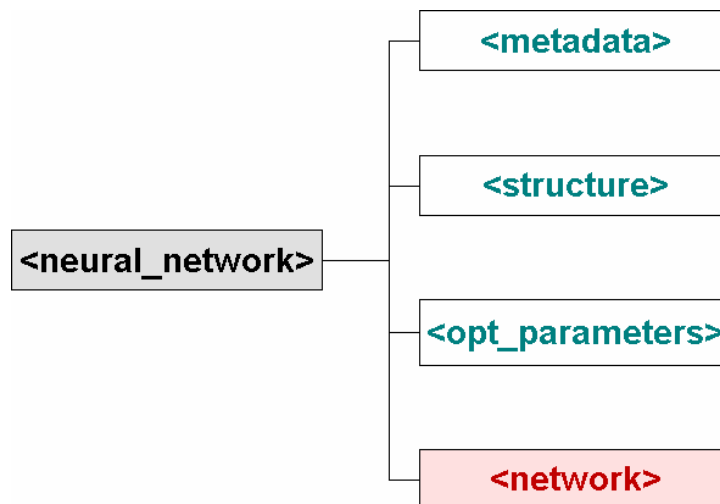 <metadata>
<structure>
<neural_network>
<opt_parameters>
<network>